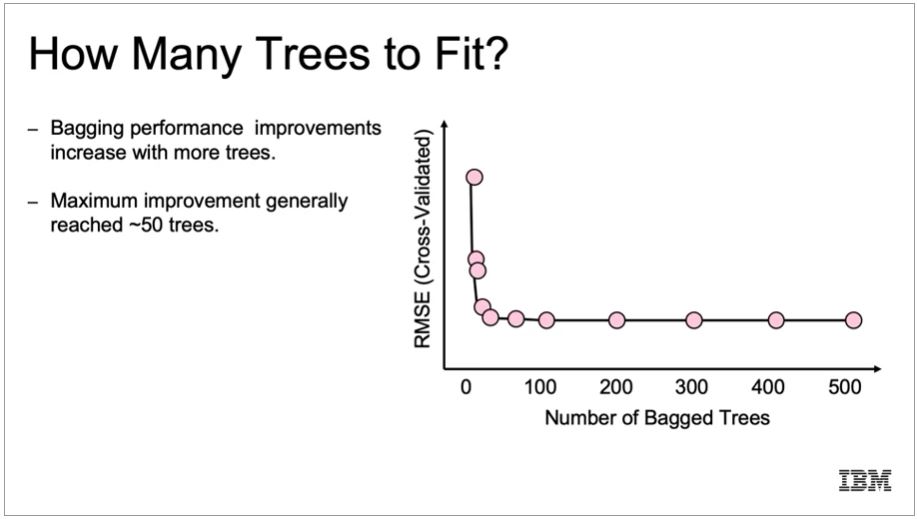 How Many Trees to Fit?
– Bagging performance improvements
increase with more trees.
– Maximum improvement generally
reached ~50 trees.
RMSE (Cross-Validated)
0 100 200 300 400 500
Number of Bagged Trees
IBM